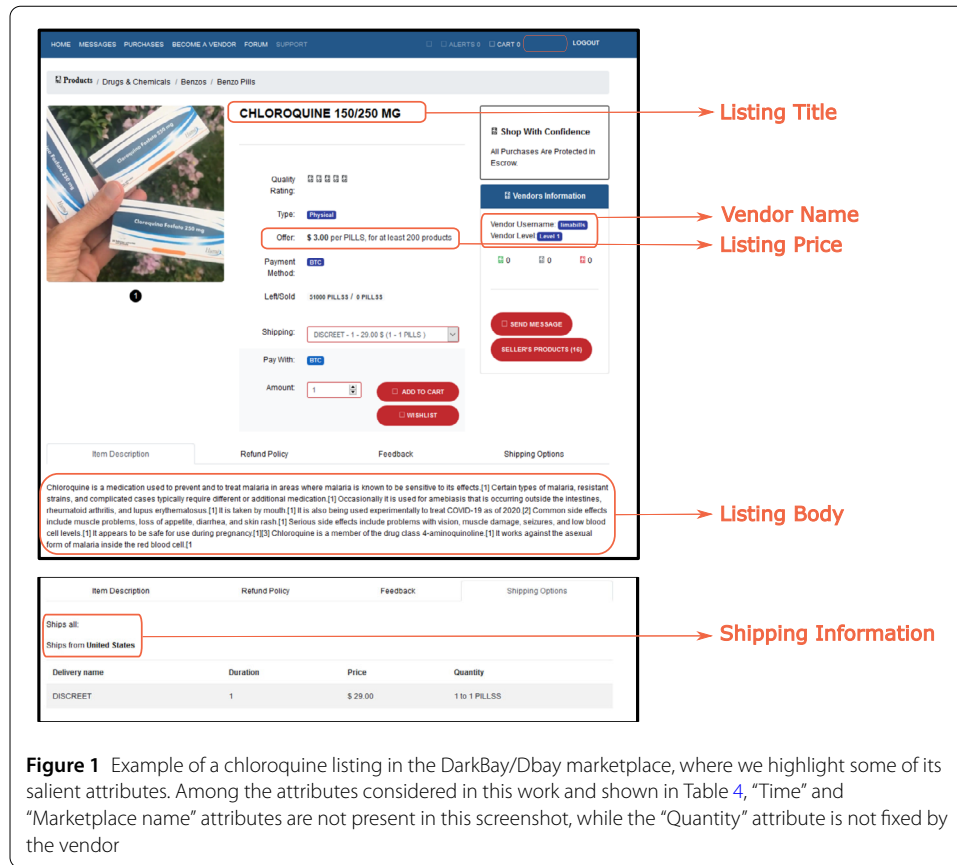 HOME MESSAGES PURCHASES BECOME A VENDOR FORUM SUPPORT ALERTS 0 CART 0 LOGOUT
Products / Drugs & Chemicals / Benzos / Benzo Pills
CHLOROQUINE 150/250 MG
Listing Title
Shop With Confidence
All Purchases Are Protected In
Escrow.
Quality
Rating:
Vendors Information
Type: Physical
Vendor Username:
Vendor Level Level 1
Vendor Name
Offer: $ 3.00 per PILLS, for at least 200 products
Listing Price
Payment
Method:
BTC
0 0 0
Cloroquina Fosfato 250 mg
Cloroquina Fosfato 250 mg
1
Left/Sold 31000 PILLSS / 0 PILLSS
Shipping: DISCREET - 1 - 29.00 $ (1 - 1 PILLS )
SEND MESSAGE
SELLER'S PRODUCTS (16)
Pay With: BTC
Amount: 1
ADD TO CART
WISHLIST
Item Description Refund Policy Feedback Shipping Options
Chloroquine is a medication used to prevent and to treat malaria in areas where malaria is known to be sensitive to its effects.[1] Certain types of malaria, resistant
strains, and complicated cases typically require different or additional medication.[1] Occasionally it is used for amebiasis that is occurring outside the intestines,
rheumatoid arthritis, and lupus erythematosus.[1] It is taken by mouth.[1] It is also being used experimentally to treat COVID-19 as of 2020.[2] Common side effects
include muscle problems, loss of appetite, diarrhea, and skin rash.[1] Serious side effects include problems with vision, muscle damage, seizures, and low blood
cell levels.[1] It appears to be safe for use during pregnancy.[1][3] Chloroquine is a member of the drug class 4-aminoquinoline.[1] It works against the asexual
form of malaria inside the red blood cell.[1
Listing Body
Item Description Refund Policy Feedback Shipping Options
Ships all:
Ships from United States
Shipping Information
Delivery name Duration Price Quantity
DISCREET 1 $ 29.00 1 to 1 PILLSS
Figure 1 Example of a chloroquine listing in the DarkBay/Dbay marketplace, where we highlight some of its
salient attributes. Among the attributes considered in this work and shown in Table 4, “Time” and
“Marketplace name” attributes are not present in this screenshot, while the “Quantity” attribute is not fixed by
the vendor